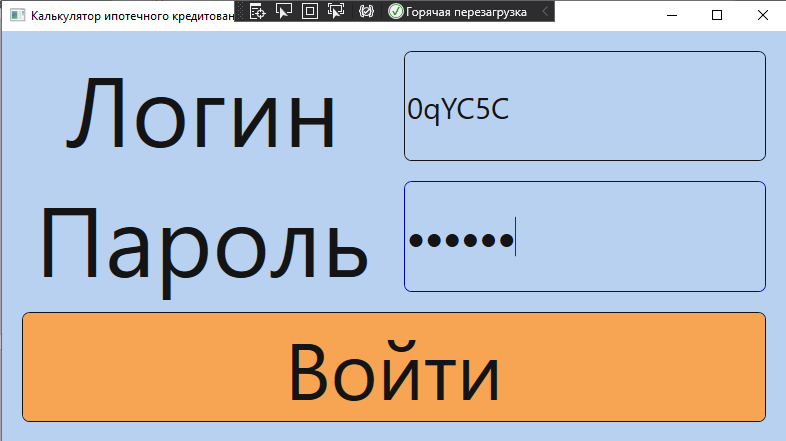 Калькулятор ипотечного кредитован
Горячая перезагрузка
Логин
0qYC5C
Пароль
••••••
Войти